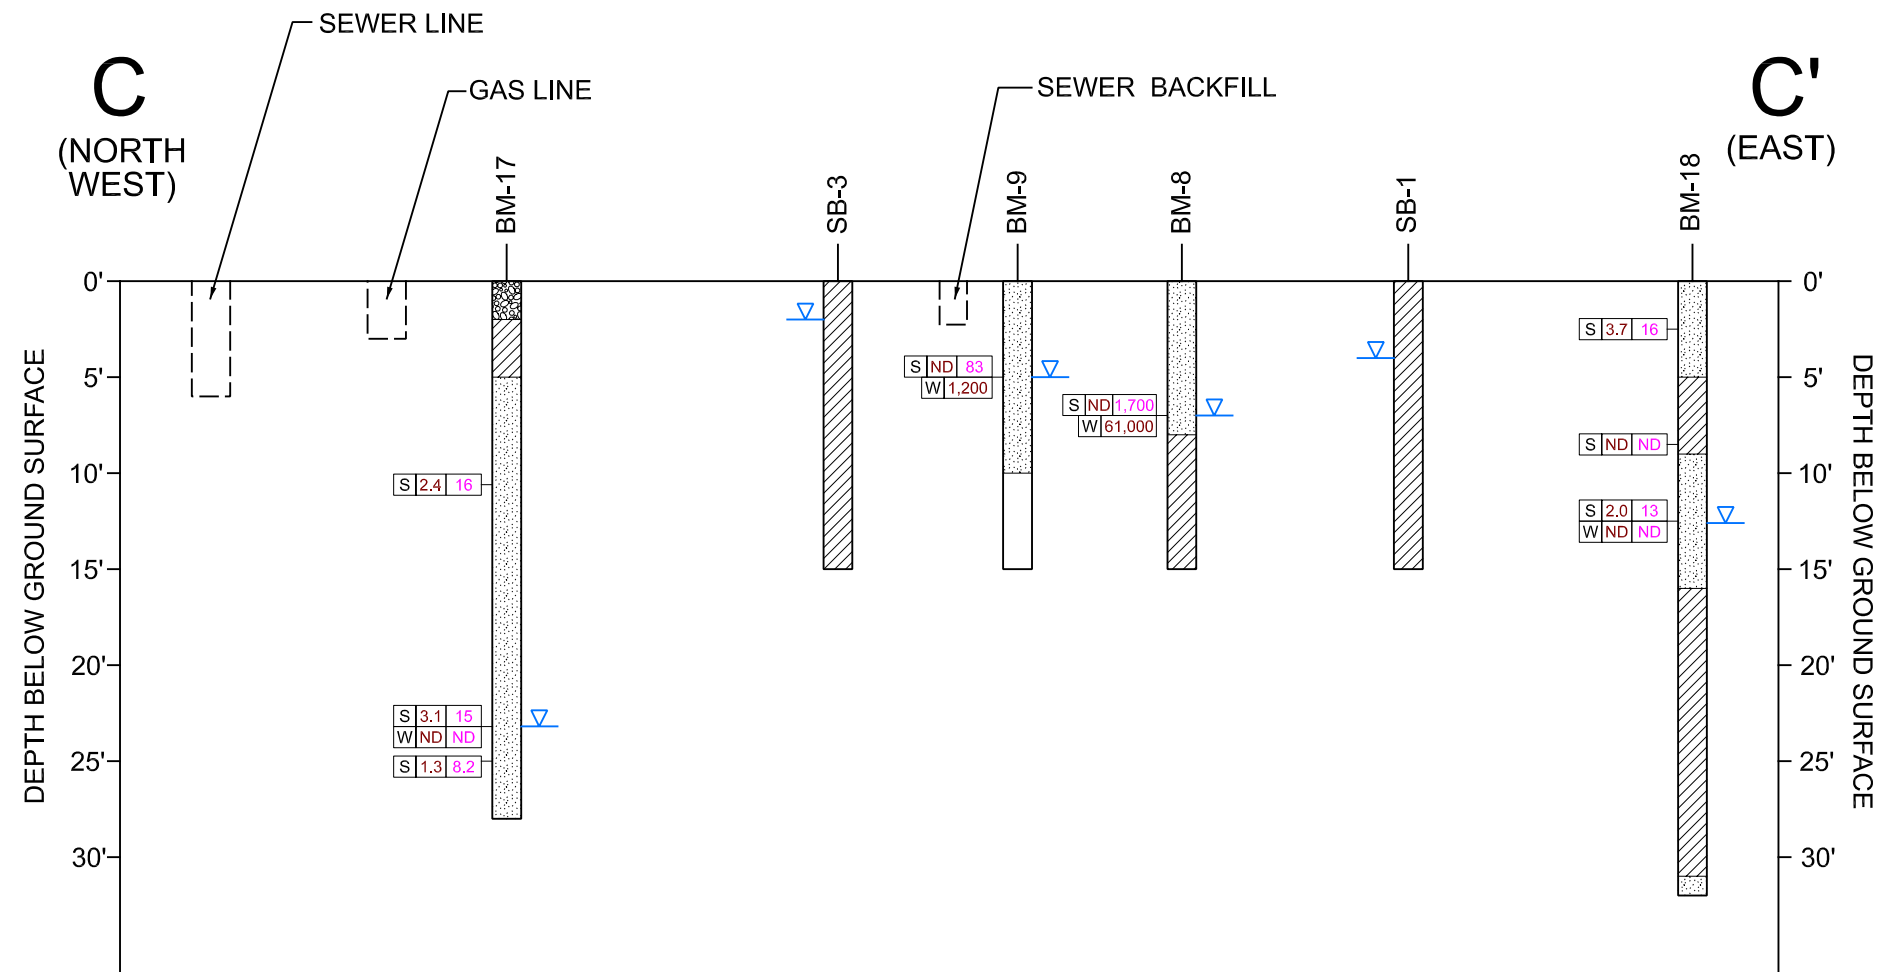 SEWER LINE
GAS LINE
SEWER BACKFILL
C
(NORTH
WEST)
C'
(EAST)
BM-17
SB-3
BM-9
BM-8
SB-1
BM-18
DEPTH BELOW GROUND SURFACE
0'
5'
10'
15'
20'
25'
30'
S 2.4 16
S 3.1 15
W ND ND
S 1.3 8.2
S ND 83
W 1,200
S ND 1,700
W 61,000
S 3.7 16
S ND ND
S 2.0 13
W ND ND
0'
5'
10'
15'
20'
25'
30'
DEPTH BELOW GROUND SURFACE